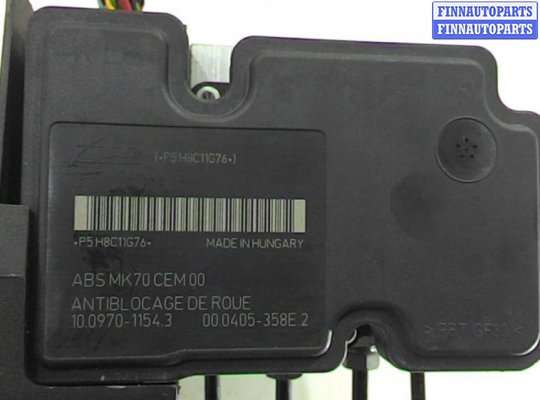 FINNAUTOPARTS
FINNAUTOPARTS
(•P5H8C11G76•)
•P5H8C11G76•
MADE IN HUNGARY
ABS MK70 CEM 00
ANTIBLOCAGE DE ROUE
10.0970-1154.3
00.0405-358E.2